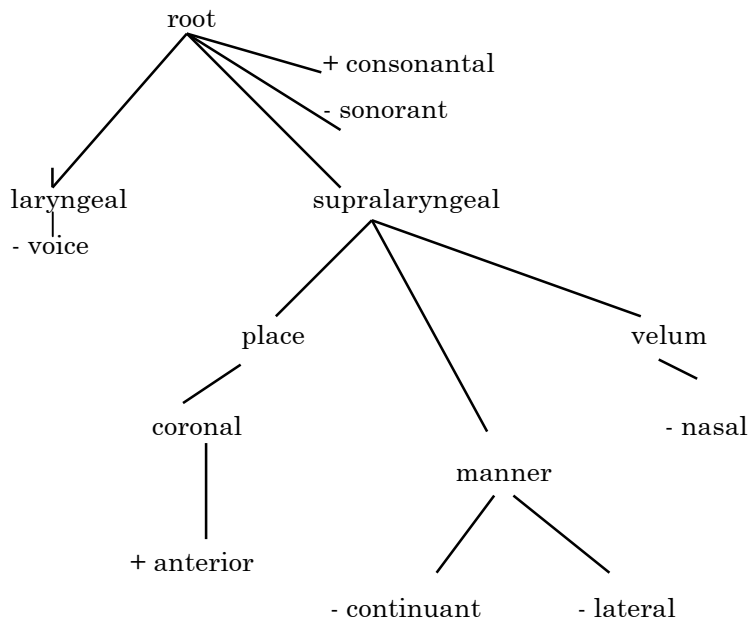 root
+ consonantal
- sonorant
laryngeal
supralaryngeal
- voice
place
velum
coronal
- nasal
manner
+ anterior
- continuant
- lateral